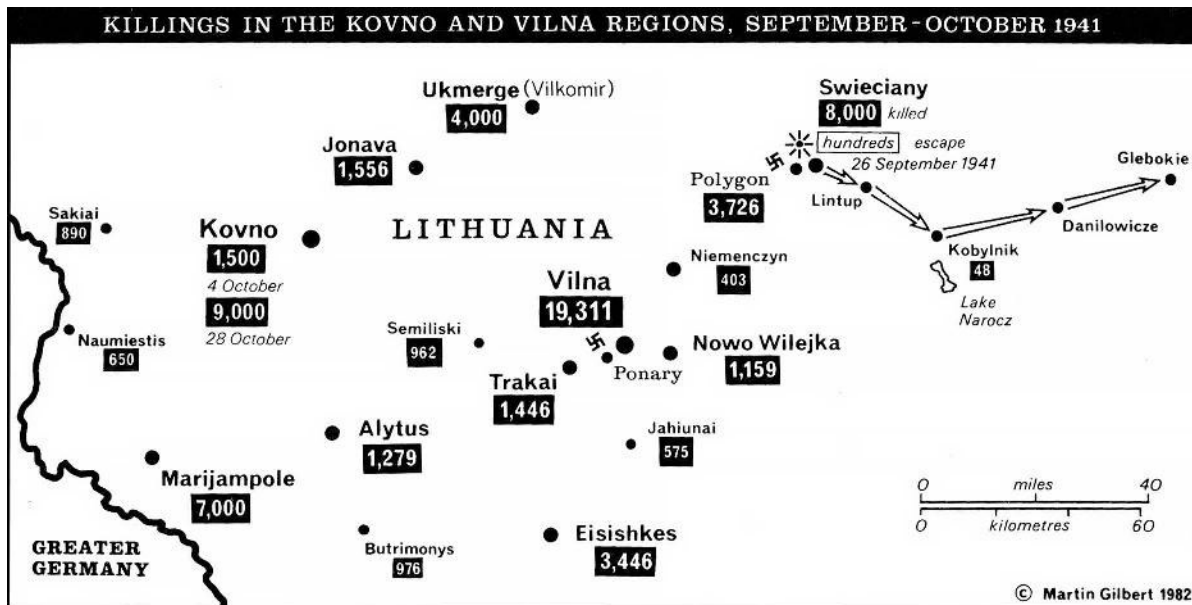 KILLINGS IN THE KOVNO AND VILNA REGIONS, SEPTEMBER-OCTOBER 1941
Ukmerge (Vilkomir)
4,000
Swieciany
8,000 killed
hundreds escape
26 September 1941
Jonava
1,556
Polygon
3,726
Lintup
Glebokie
Danilowicze
Kobylnik
48
Lake
Narocz
Sakiai
890
Kovno
1,500
4 October
9,000
28 October
LITHUANIA
Niemenczyn
403
Vilna
19,311
Naumiestis
650
Semiliski
962
Ponary
Nowo Wilejka
1,159
Trakai
1,446
Alytus
1,279
Jahiunai
575
Marijampole
7,000
Butrimonys
976
Eisishkes
3,446
GREATER
GERMANY
0 miles 40
0 kilometres 60
© Martin Gilbert 1982